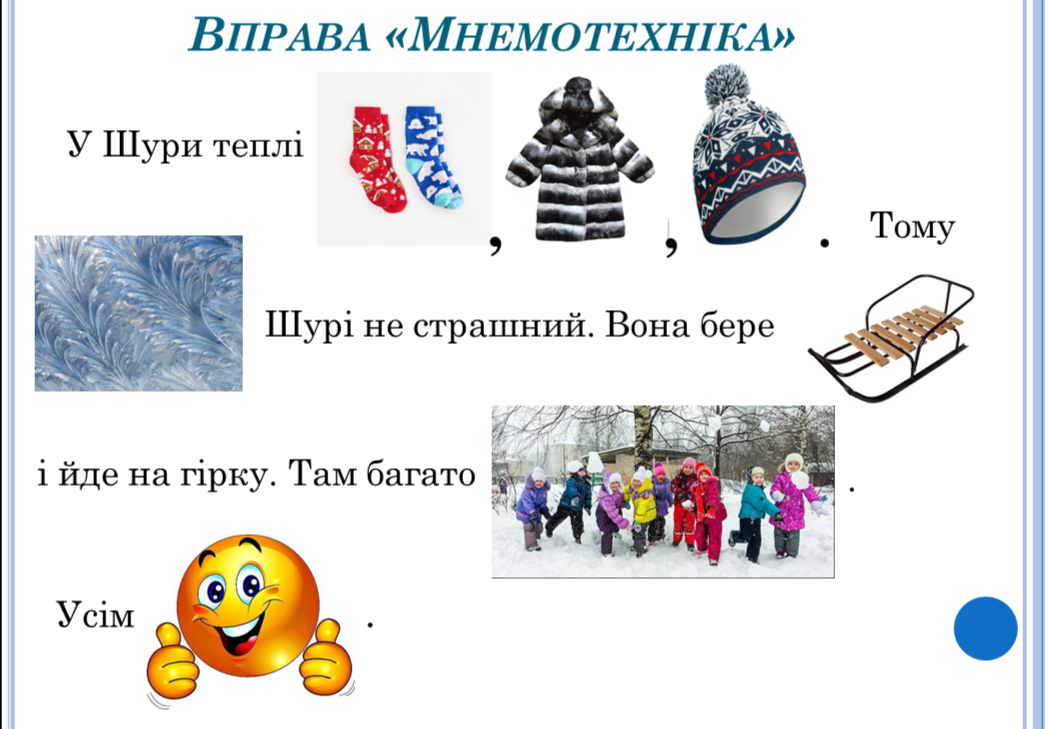 ВПРАВА «МНЕМОТЕХНІКА»
У Шури теплі , , . Тому
Шурі не страшний. Вона бере
і йде на гірку. Там багато .
Усім .